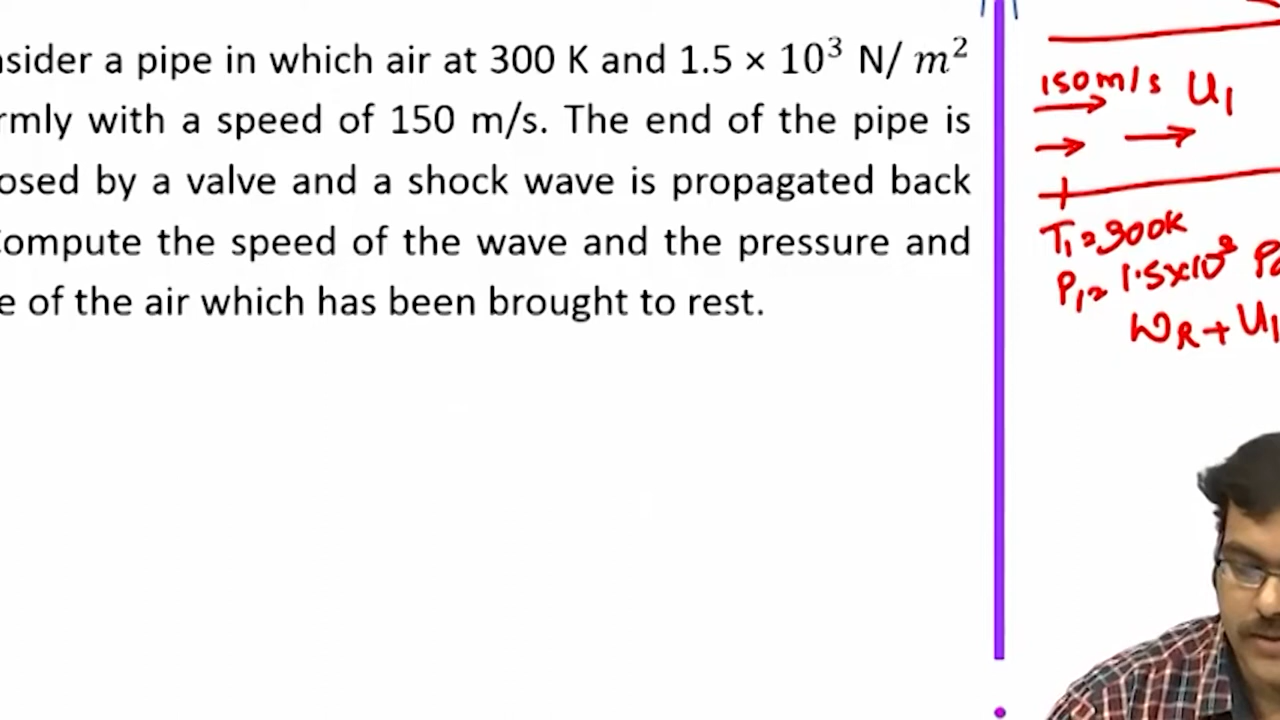 nsider a pipe in which air at 300 K and 1.5 × 10³ N/ m²
rmly with a speed of 150 m/s. The end of the pipe is
osed by a valve and a shock wave is propagated back
Compute the speed of the wave and the pressure and
e of the air which has been brought to rest.
150 m/s U₁
T₁ = 300K
P₁ = 1.5×10³ Pa
W_R + U₁